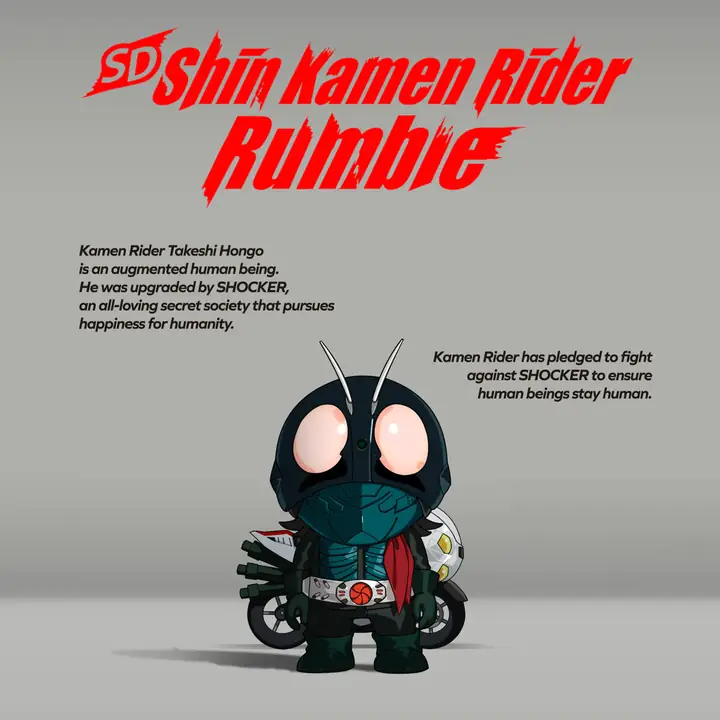 SD Shin Kamen Rider
Rumble
Kamen Rider Takeshi Hongo
is an augmented human being.
He was upgraded by SHOCKER,
an all-loving secret society that pursues
happiness for humanity.
Kamen Rider has pledged to fight
against SHOCKER to ensure
human beings stay human.